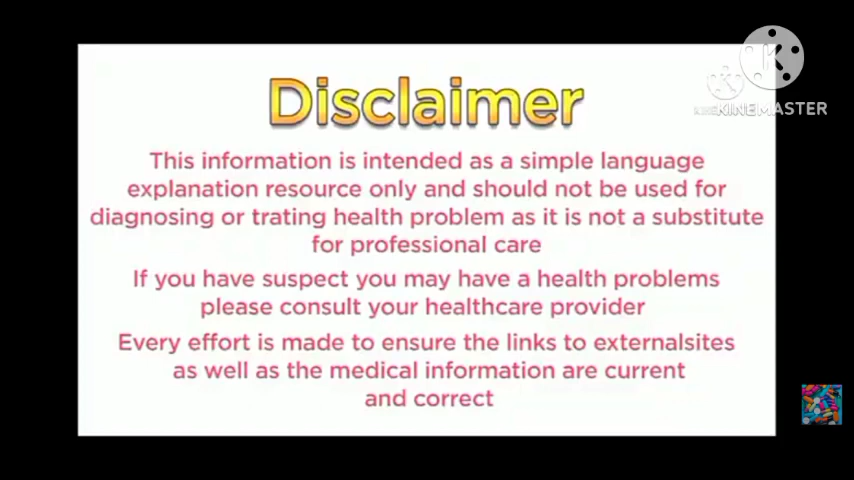 Disclaimer
KINEMASTER
This information is intended as a simple language
explanation resource only and should not be used for
diagnosing or trating health problem as it is not a substitute
for professional care
If you have suspect you may have a health problems
please consult your healthcare provider
Every effort is made to ensure the links to externalsites
as well as the medical information are current
and correct